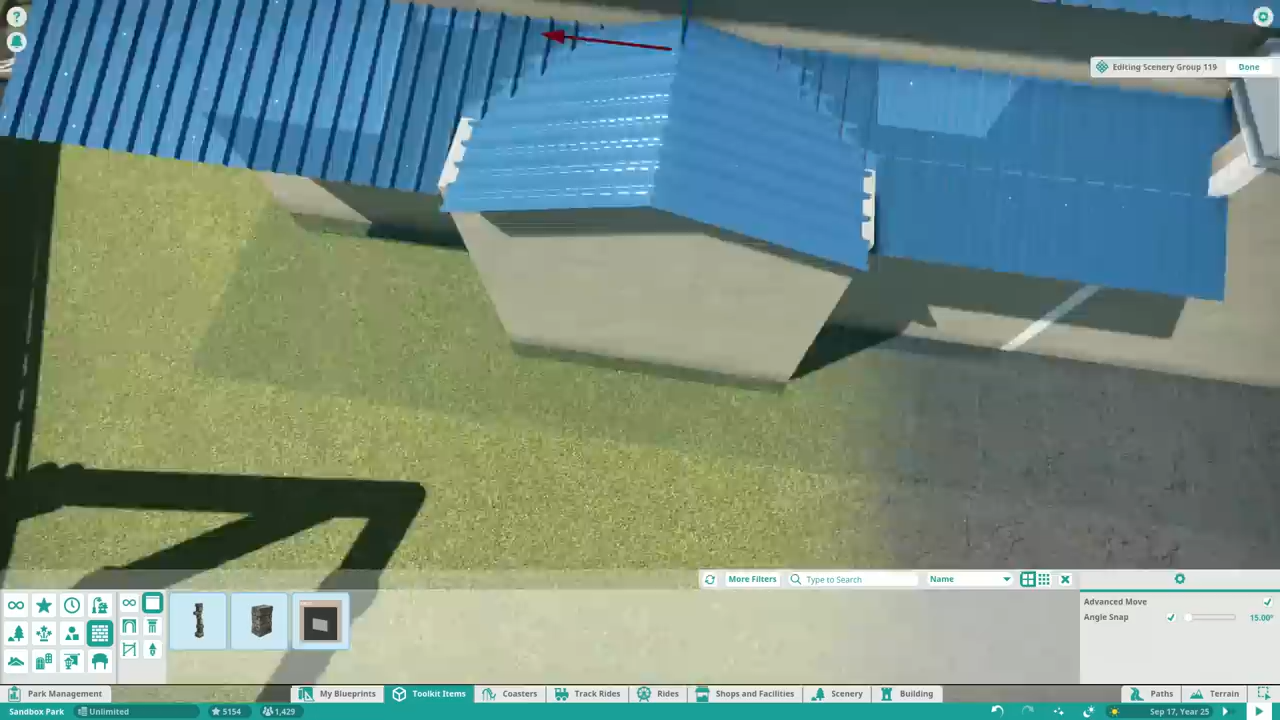 ?
Editing Scenery Group 119
Done
More Filters
Type to Search
Name
Advanced Move
Angle Snap
15.00°
Park Management
My Blueprints
Toolkit Items
Coasters
Track Rides
Rides
Shops and Facilities
Scenery
Building
Paths
Terrain
Sandbox Park
Unlimited
5154
1,429
Sep 17, Year 25